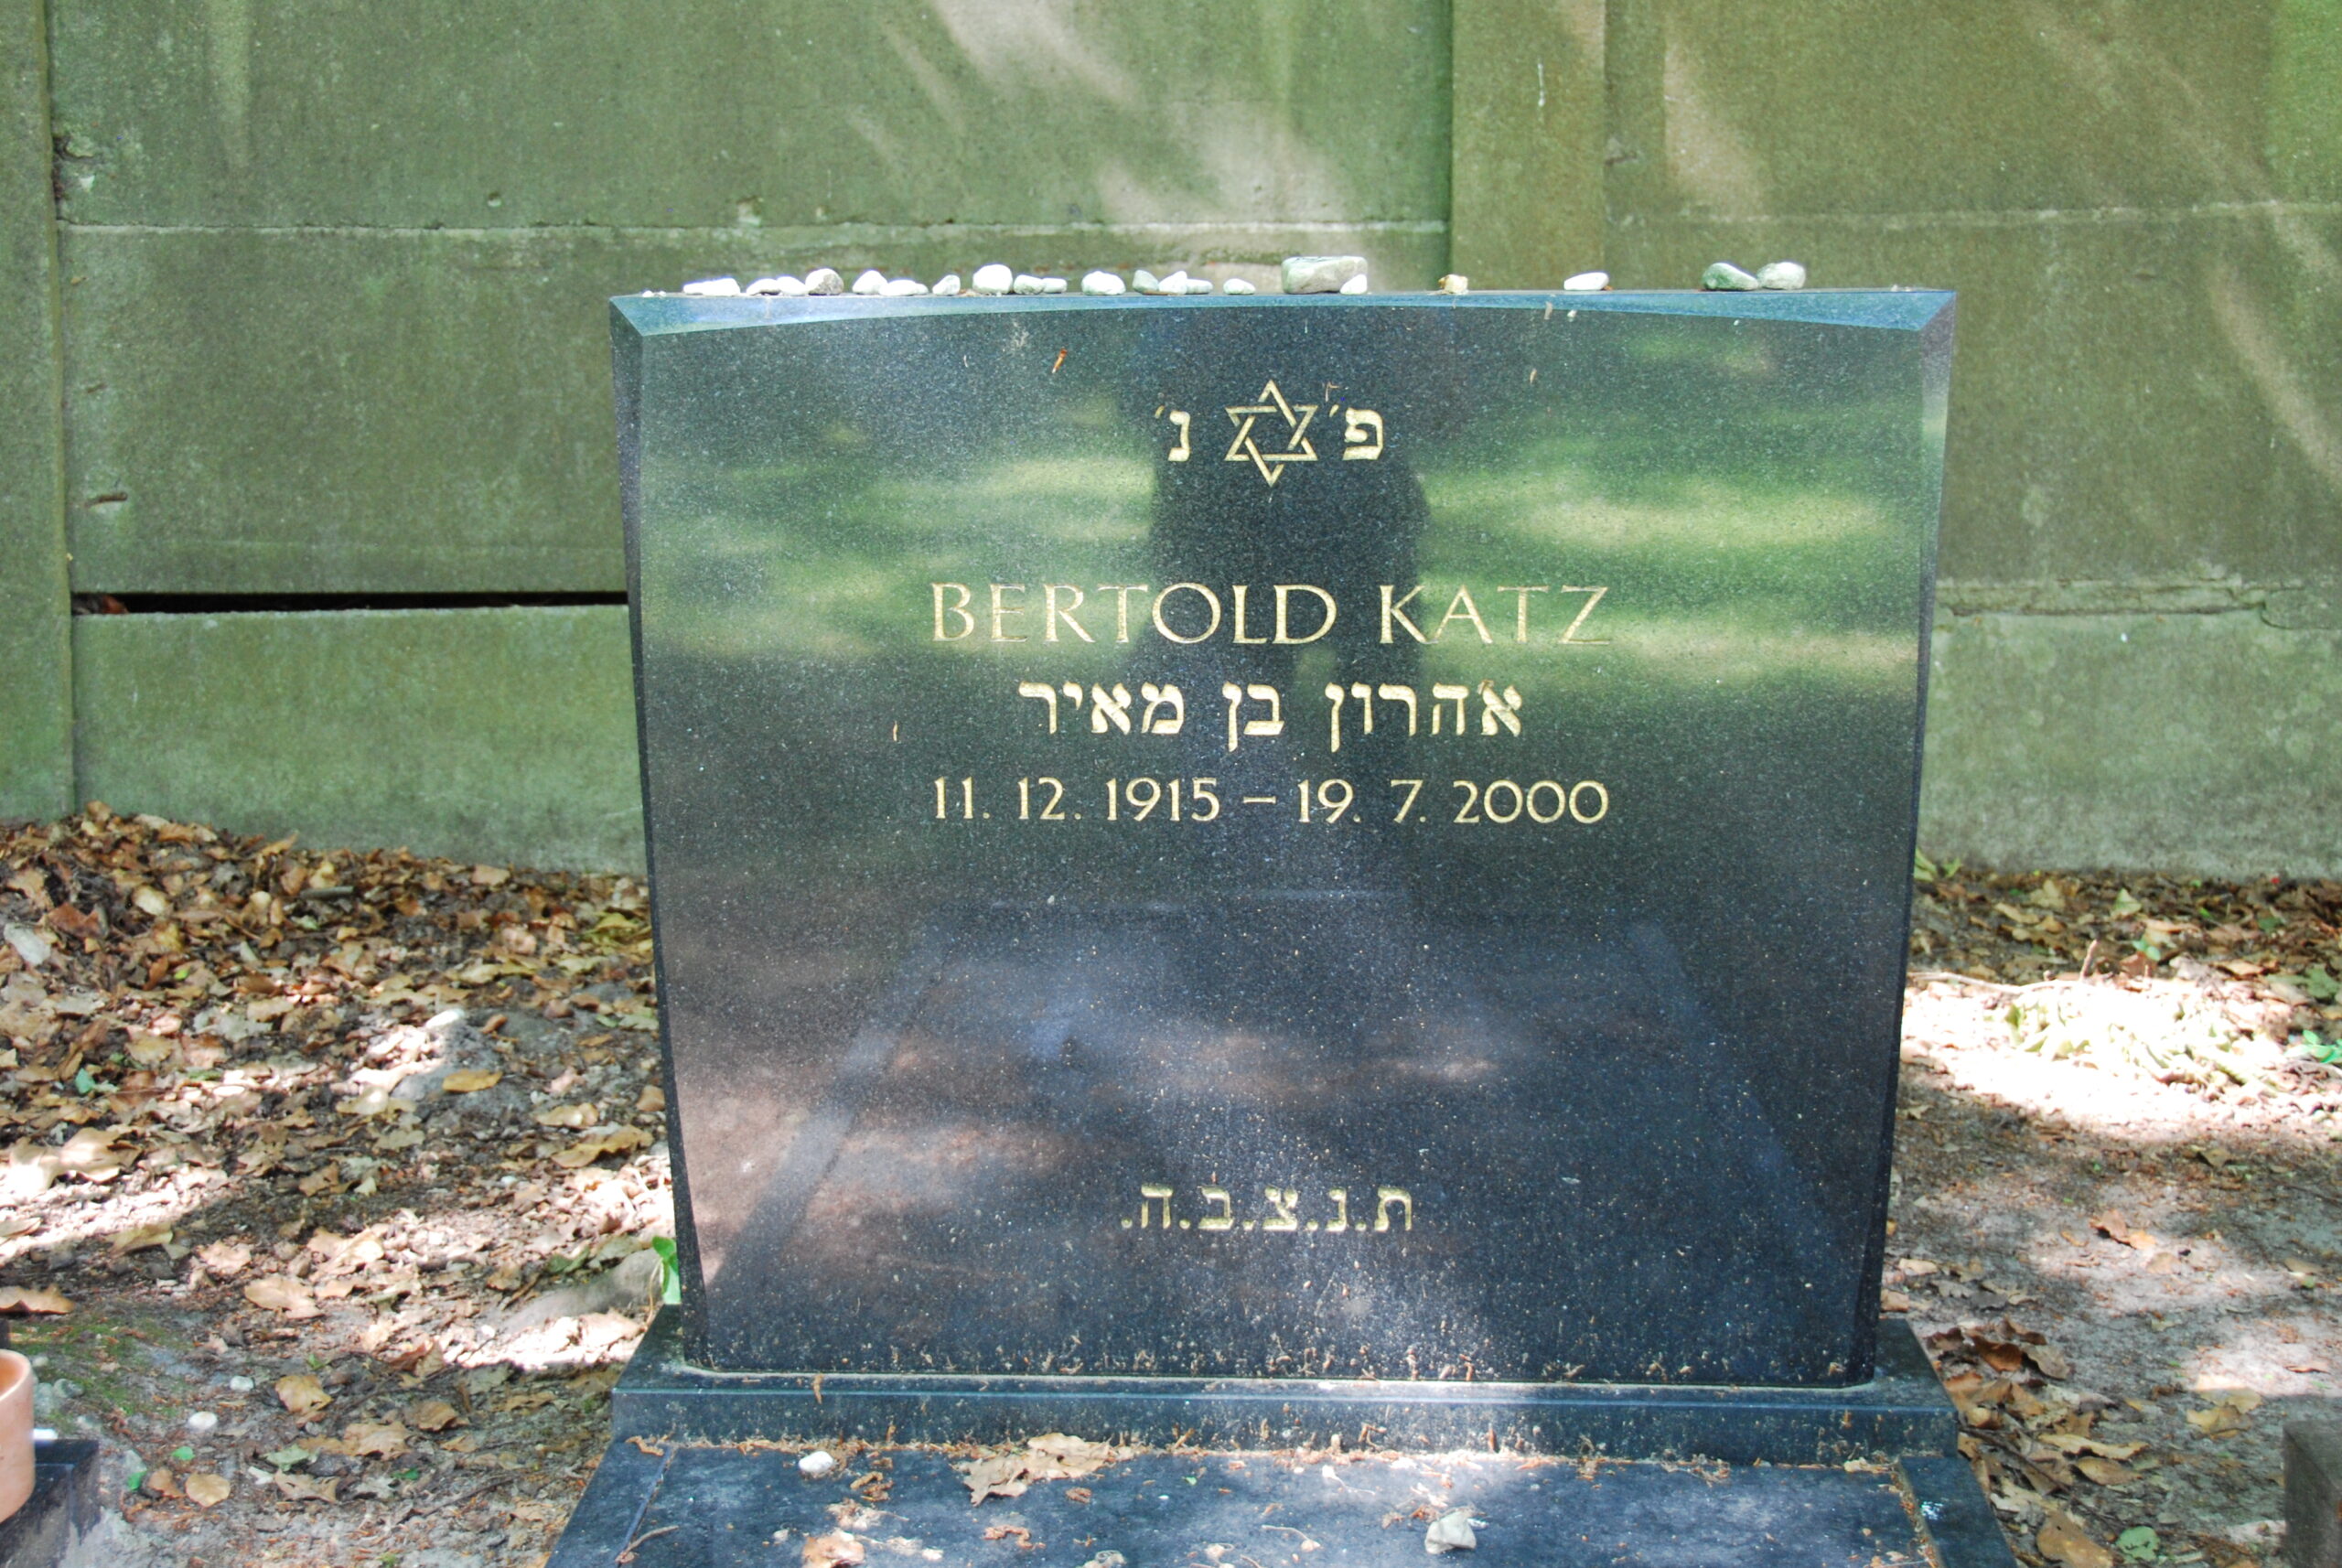 פ׳ נ׳
BERTOLD KATZ
אהרון בן מאיר
11. 12. 1915 – 19. 7. 2000
ת.נ.צ.ב.ה.